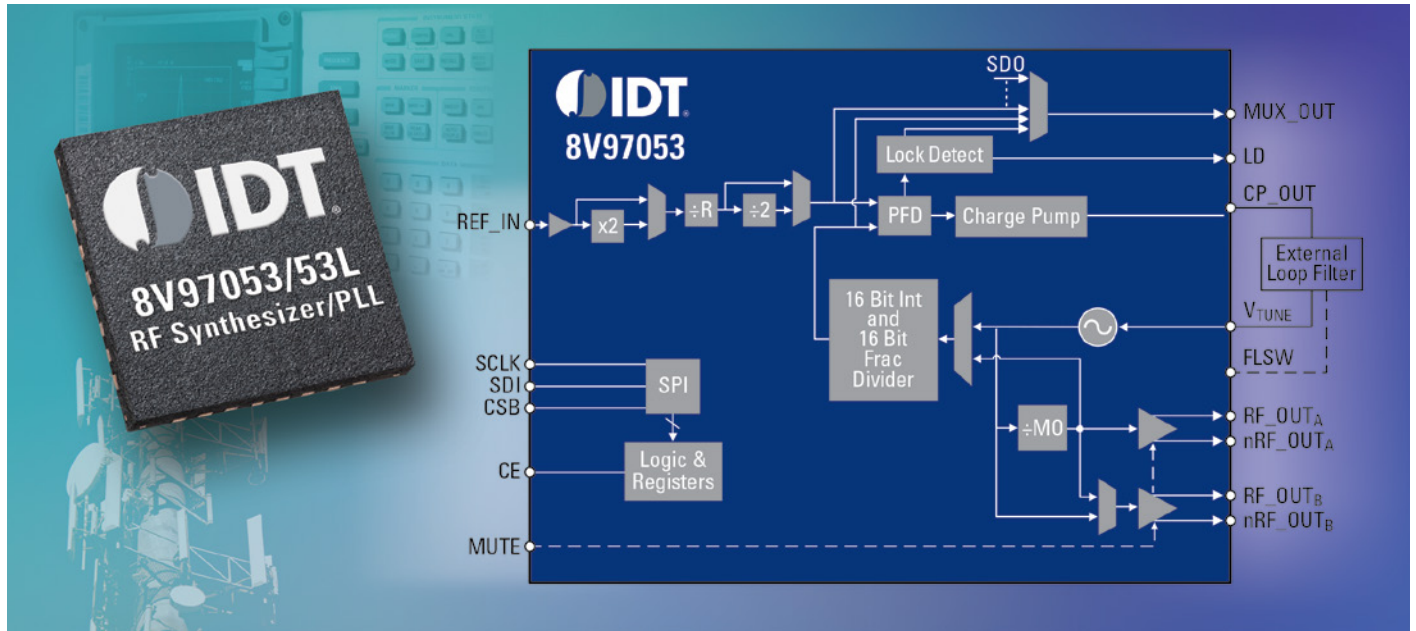 IDT
8V97053/53L
RF Synthesizer/PLL
IDT
8V97053
REF_IN
x2
÷R
÷2
SDO
Lock Detect
PFD
Charge Pump
MUX_OUT
LD
CP_OUT
External
Loop Filter
VTUNE
FLSW
16 Bit Int
and
16 Bit
Frac
Divider
SCLK
SDI
CSB
SPI
CE
Logic &
Registers
÷MO
RF_OUTA
nRF_OUTA
RF_OUTB
nRF_OUTB
MUTE